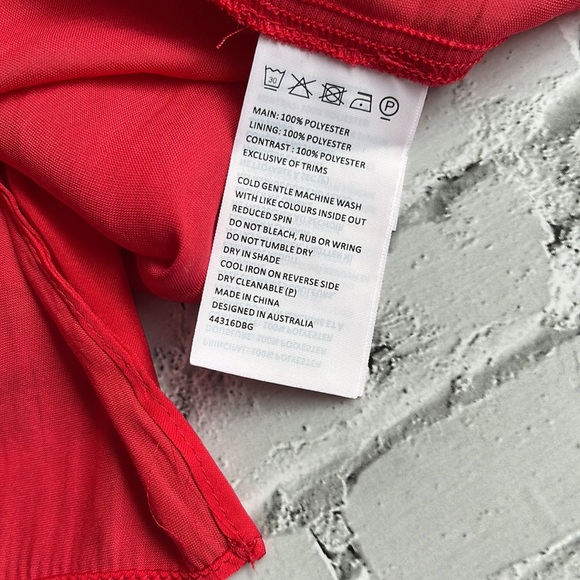 30 P
MAIN: 100% POLYESTER
LINING: 100% POLYESTER
CONTRAST: 100% POLYESTER
EXCLUSIVE OF TRIMS
COLD GENTLE MACHINE WASH
WITH LIKE COLOURS INSIDE OUT
REDUCED SPIN
DO NOT BLEACH, RUB OR WRING
DO NOT TUMBLE DRY
DRY IN SHADE
COOL IRON ON REVERSE SIDE
DRY CLEANABLE (P)
MADE IN CHINA
DESIGNED IN AUSTRALIA
44316DBG